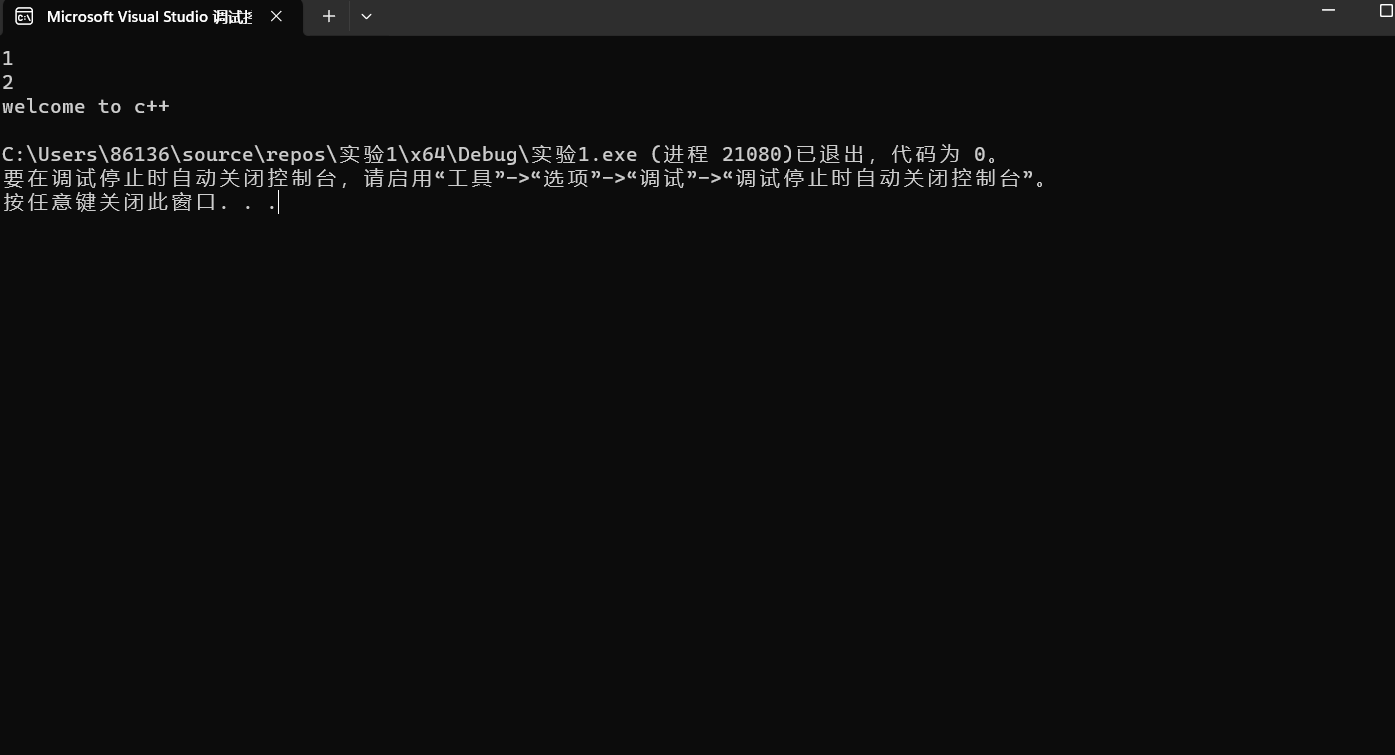 Microsoft Visual Studio 调试
1
2
welcome to c++
C:\Users\86136\source\repos\实验1\x64\Debug\实验1.exe (进程 21080)已退出，代码为 0。
要在调试停止时自动关闭控制台，请启用“工具”->“选项”->“调试”->“调试停止时自动关闭控制台”。
按任意键关闭此窗口. . .